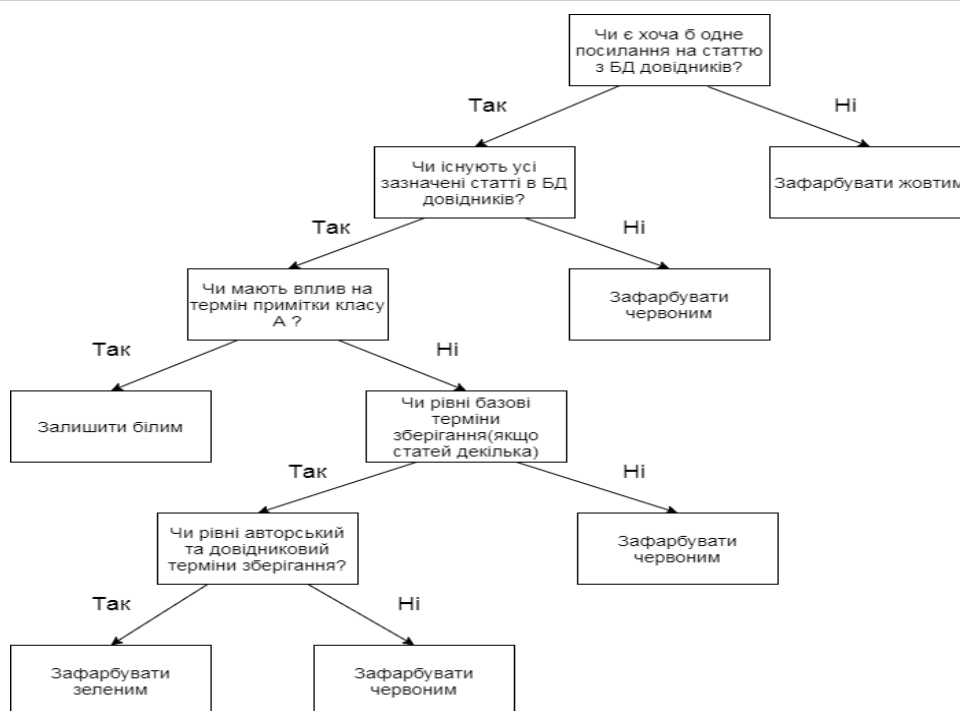 Чи є хоча б одне
посилання на статтю
з БД довідників?
Так
Ні
Чи існують усі
зазначені статті в БД
довідників?
Зафарбувати жовтим
Так
Ні
Чи мають вплив на
термін примітки класу
А ?
Зафарбувати
червоним
Так
Ні
Залишити білим
Чи рівні базові
терміни
зберігання(якщо
статей декілька)
Так
Ні
Чи рівні авторський
та довідниковий
терміни зберігання?
Зафарбувати
червоним
Так
Ні
Зафарбувати
зеленим
Зафарбувати
червоним